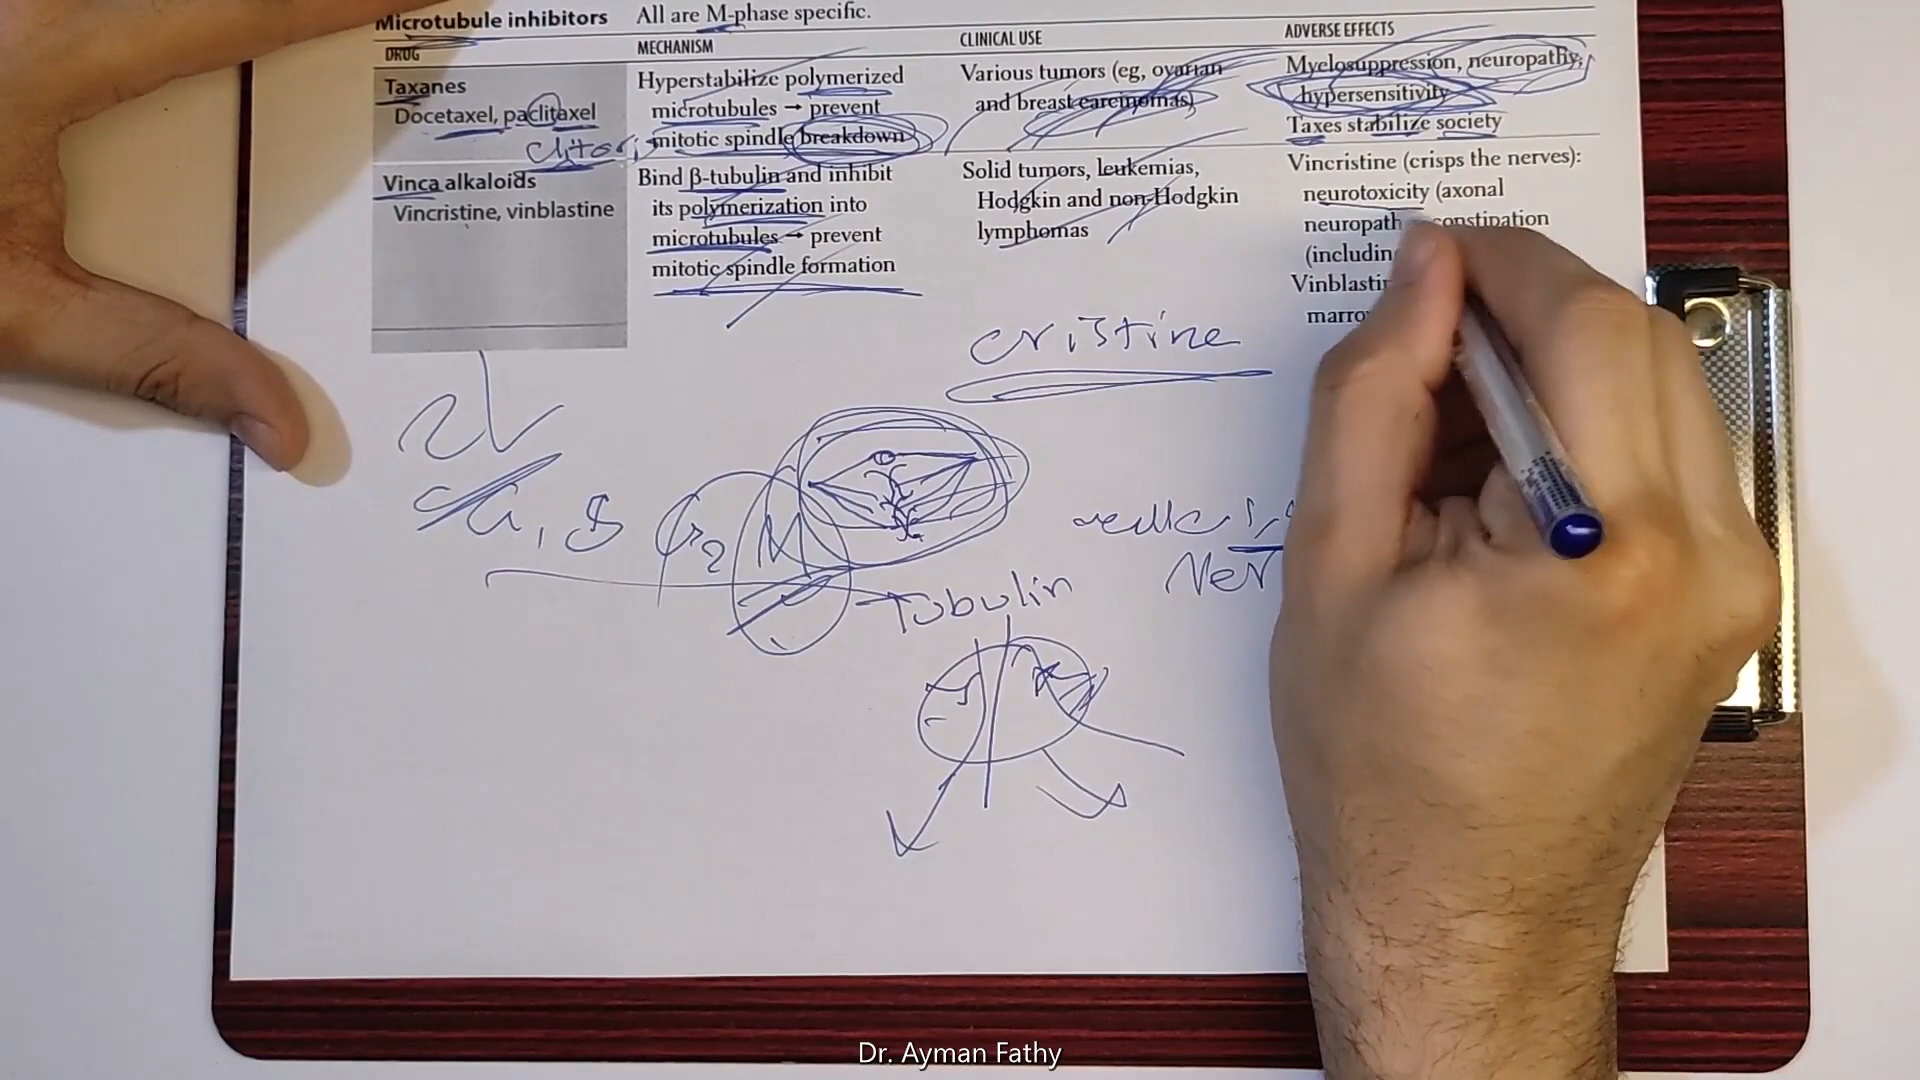 Microtubule inhibitors All are M-phase specific.
DRUG MECHANISM CLINICAL USE ADVERSE EFFECTS
Taxanes
Docetaxel, paclitaxel
Hyperstabilize polymerized
microtubules → prevent
mitotic spindle breakdown
Various tumors (eg, ovarian
and breast carcinomas)
Myelosuppression, neuropathy,
hypersensitivity
Taxes stabilize society
Vinca alkaloids
Vincristine, vinblastine
Bind β-tubulin and inhibit
its polymerization into
microtubules → prevent
mitotic spindle formation
Solid tumors, leukemias,
Hodgkin and non-Hodgkin
lymphomas
Vincristine (crisps the nerves):
neurotoxicity (axonal
neuropath constipation
(includin
Vinblasti
marro
cristine
G1 S G2 M
Tubulin
Ner
Dr. Ayman Fathy